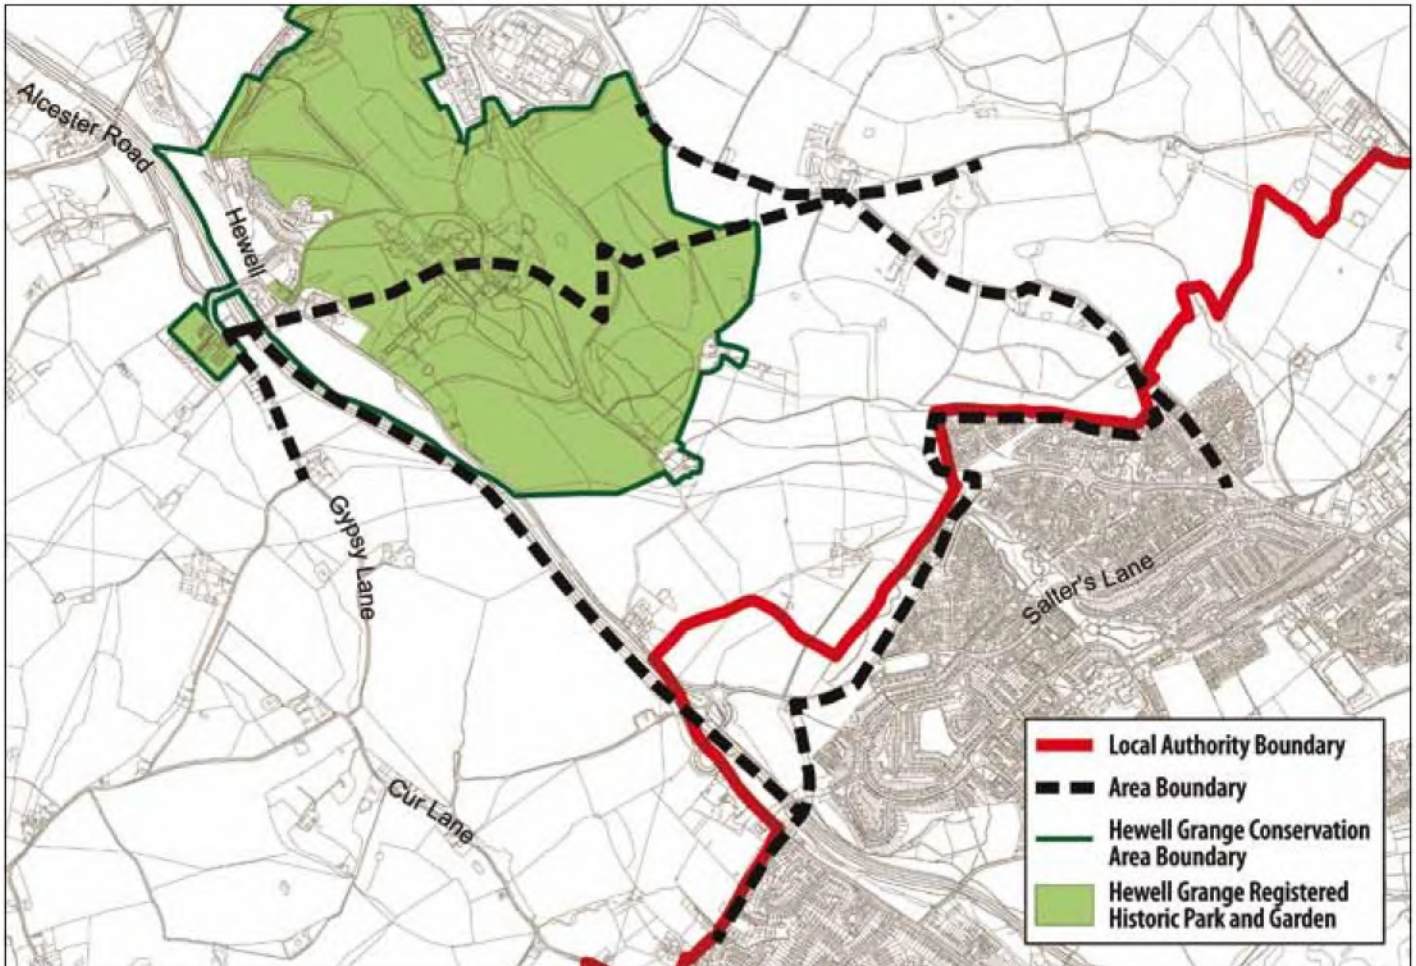 Alcester Road
Hewell
Gypsy Lane
Salter's Lane
Cur Lane
Local Authority Boundary
Area Boundary
Hewell Grange Conservation
Area Boundary
Hewell Grange Registered
Historic Park and Garden